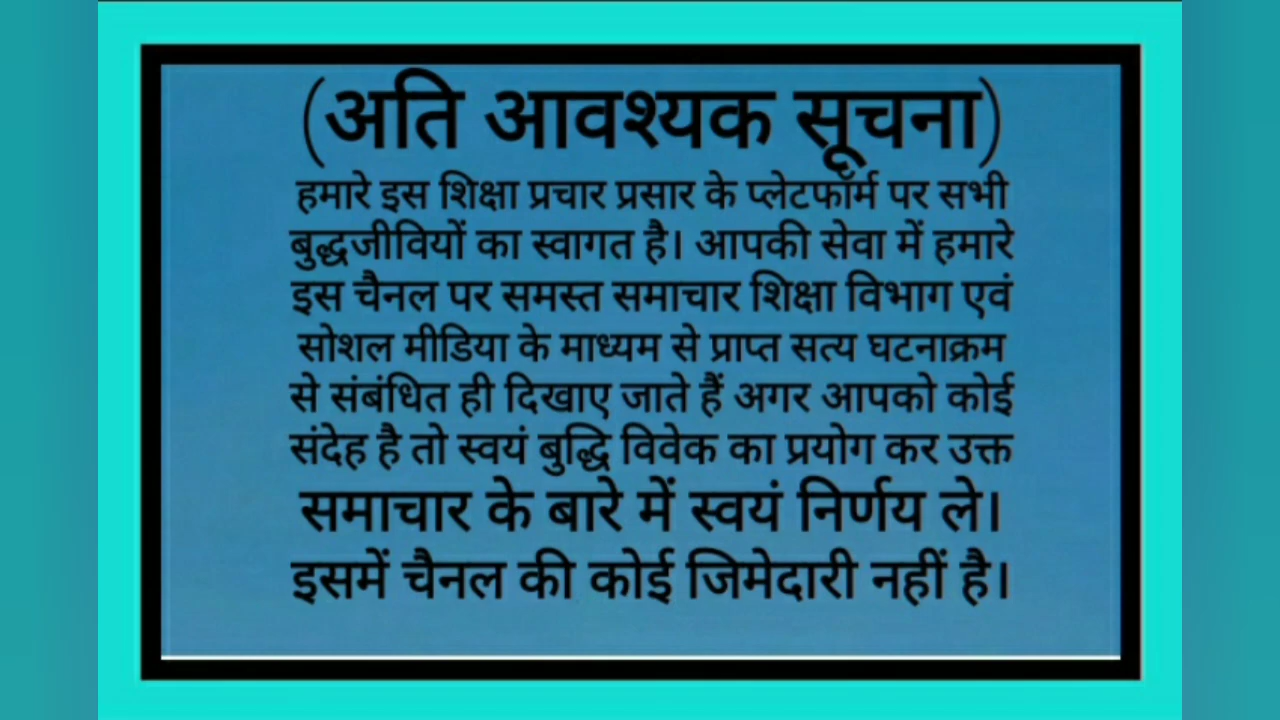 (अति आवश्यक सूचना)
हमारे इस शिक्षा प्रचार प्रसार के प्लेटफॉर्म पर सभी
बुद्धजीवियों का स्वागत है। आपकी सेवा में हमारे
इस चैनल पर समस्त समाचार शिक्षा विभाग एवं
सोशल मीडिया के माध्यम से प्राप्त सत्य घटनाक्रम
से संबंधित ही दिखाए जाते हैं अगर आपको कोई
संदेह है तो स्वयं बुद्धि विवेक का प्रयोग कर उक्त
समाचार के बारे में स्वयं निर्णय ले।
इसमें चैनल की कोई जिमेदारी नहीं है।